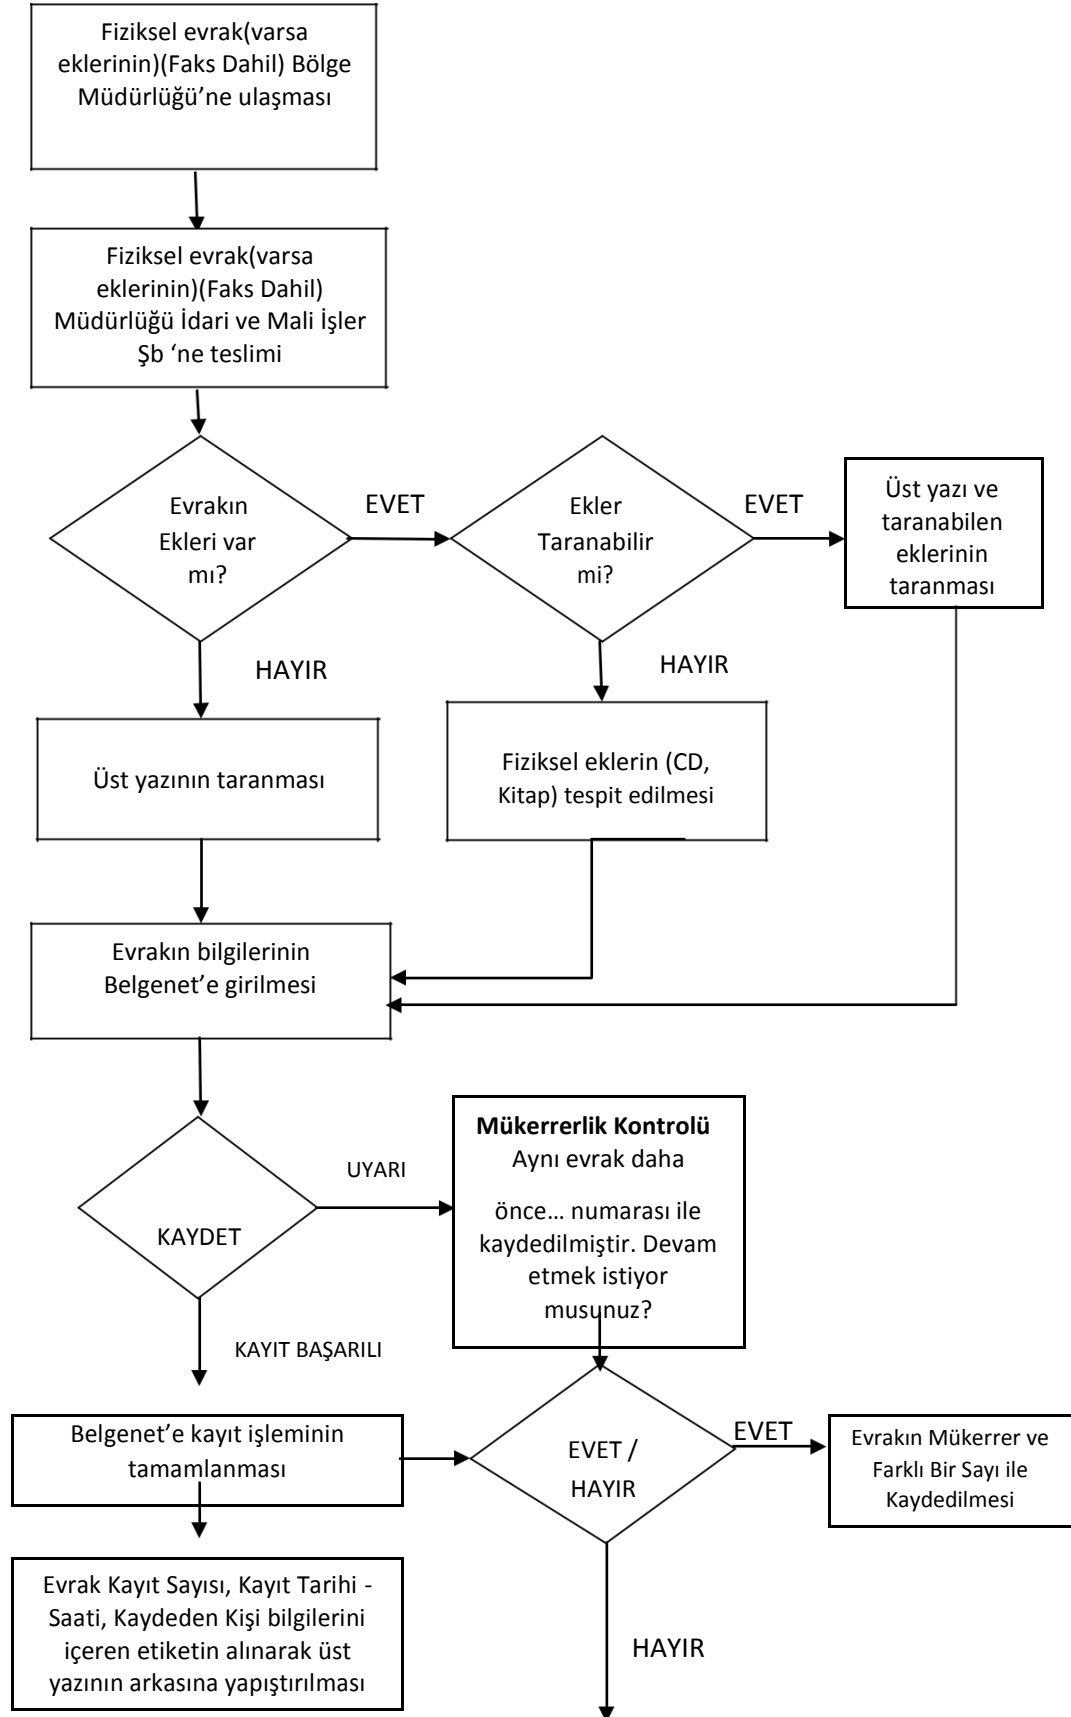 Fiziksel evrak(varsa
eklerinin)(Faks Dahil) Bölge
Müdürlüğü’ne ulaşması
Fiziksel evrak(varsa
eklerinin)(Faks Dahil)
Müdürlüğü İdari ve Mali İşler
Şb ‘ne teslimi
Evrakın
Ekleri var
mı?
EVET
Ekler
Taranabilir
mi?
EVET
Üst yazı ve
taranabilen
eklerinin
taranması
HAYIR
HAYIR
Üst yazının taranması
Fiziksel eklerin (CD,
Kitap) tespit edilmesi
Evrakın bilgilerinin
Belgenet’e girilmesi
KAYDET
UYARI
Mükerrerlik Kontrolü
Aynı evrak daha
önce... numarası ile
kaydedilmiştir. Devam
etmek istiyor
musunuz?
KAYIT BAŞARILI
Belgenet’e kayıt işleminin
tamamlanması
EVET /
HAYIR
EVET
Evrakın Mükerrer ve
Farklı Bir Sayı ile
Kaydedilmesi
Evrak Kayıt Sayısı, Kayıt Tarihi -
Saati, Kaydeden Kişi bilgilerini
içeren etiketin alınarak üst
yazının arkasına yapıştırılması
HAYIR